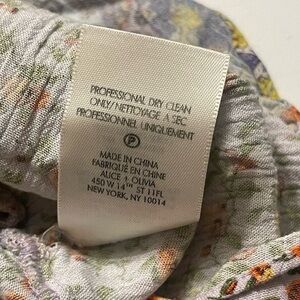 PROFESSIONAL DRY CLEAN
ONLY/NETTOYAGE A SEC
PROFESSIONNEL UNIQUEMENT
P
MADE IN CHINA
FABRIQUÉ EN CHINE
ALICE + OLIVIA
450 W 14TH ST 11FL
NEW YORK, NY 10014